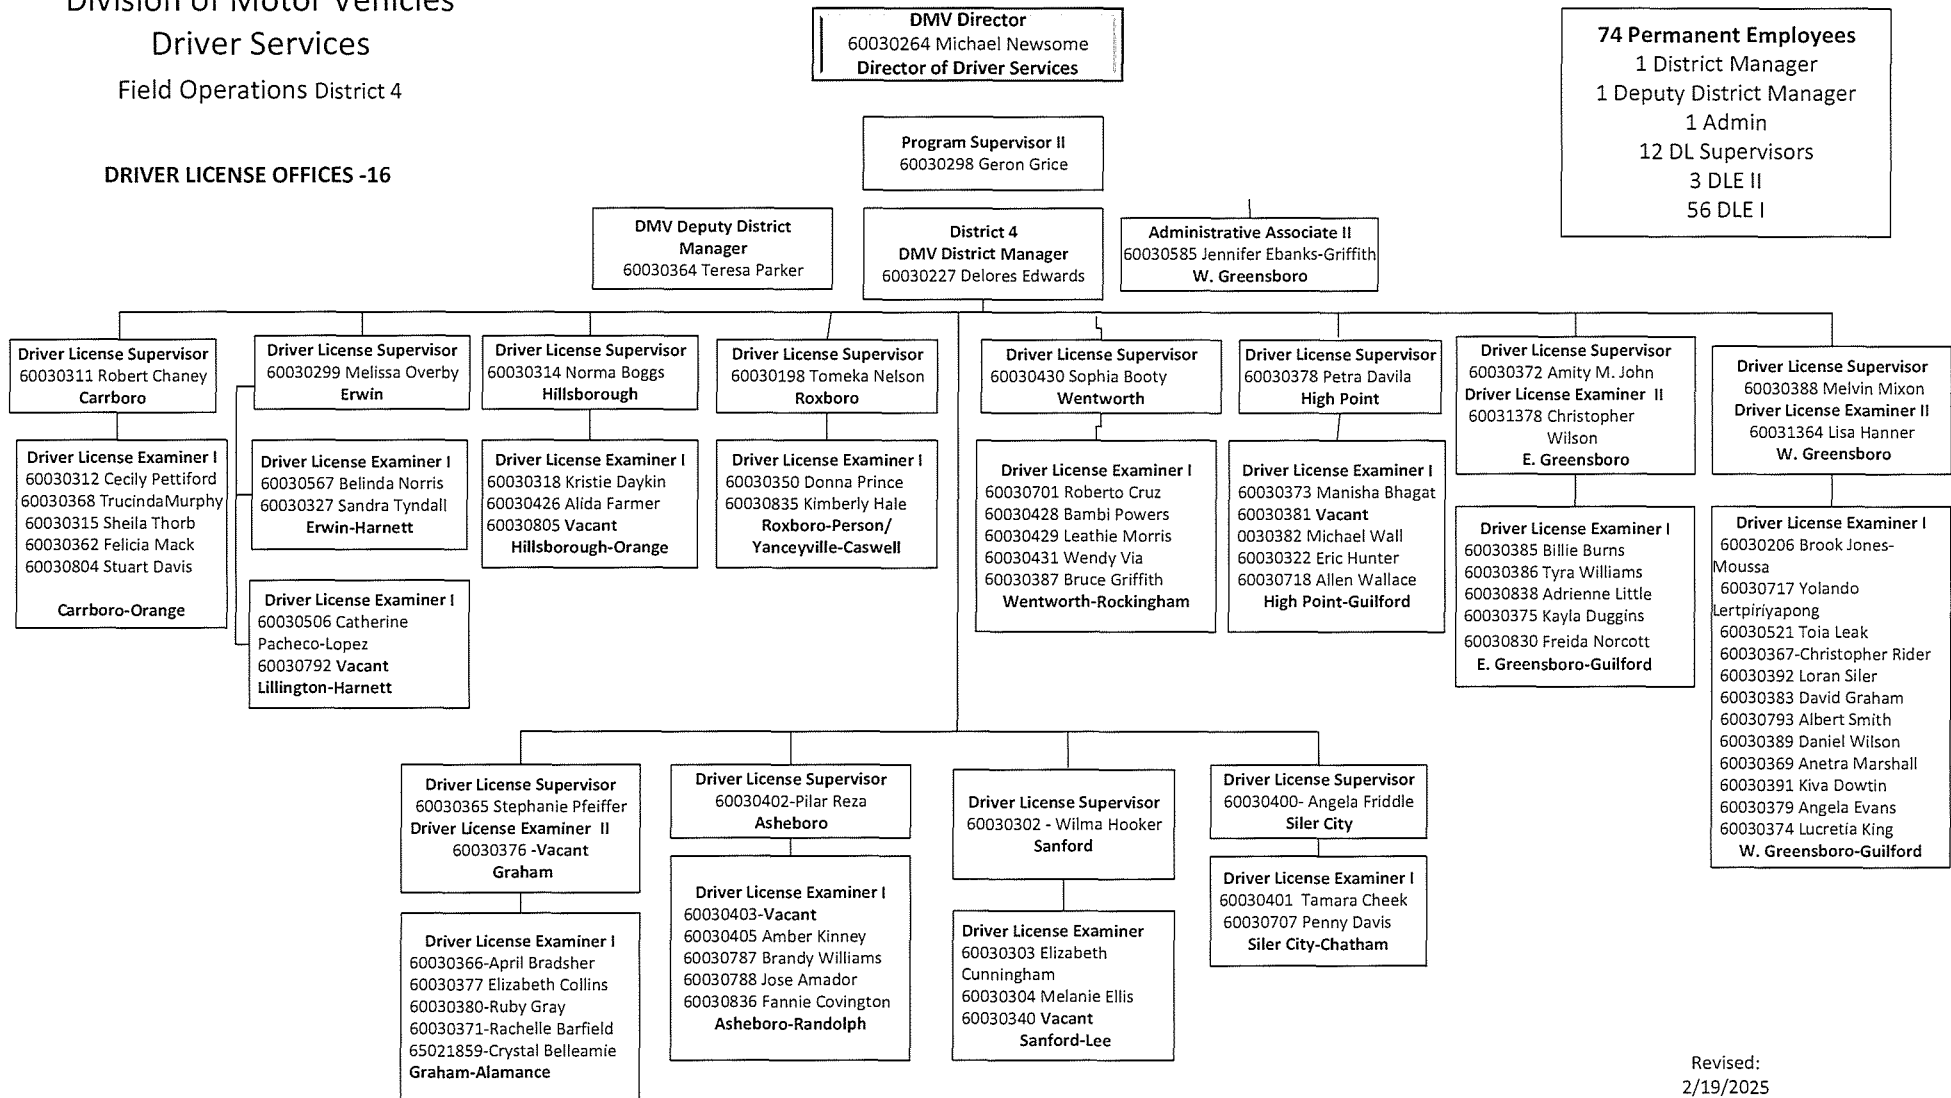 Division of Motor Vehicles
Driver Services
Field Operations District 4
DRIVER LICENSE OFFICES -16
DMV Director
60030264 Michael Newsome
Director of Driver Services
74 Permanent Employees
1 District Manager
1 Deputy District Manager
1 Admin
12 DL Supervisors
3 DLE II
56 DLE I
Program Supervisor II
60030298 Geron Grice
DMV Deputy District
Manager
60030364 Teresa Parker
District 4
DMV District Manager
60030227 Delores Edwards
Administrative Associate II
60030585 Jennifer Ebanks-Griffith
W. Greensboro
Driver License Supervisor
60030311 Robert Chaney
Carrboro
Driver License Supervisor
60030299 Melissa Overby
Erwin
Driver License Supervisor
60030314 Norma Boggs
Hillsborough
Driver License Supervisor
60030198 Tomeka Nelson
Roxboro
Driver License Supervisor
60030430 Sophia Booty
Wentworth
Driver License Supervisor
60030378 Petra Davila
High Point
Driver License Supervisor
60030372 Amity M. John
Driver License Examiner II
60031378 Christopher
Wilson
E. Greensboro
Driver License Supervisor
60030388 Melvin Mixon
Driver License Examiner II
60031364 Lisa Hanner
W. Greensboro
Driver License Examiner I
60030312 Cecily Pettiford
60030368 TrucindaMurphy
60030315 Sheila Thorb
60030362 Felicia Mack
60030804 Stuart Davis
Carrboro-Orange
Driver License Examiner I
60030567 Belinda Norris
60030327 Sandra Tyndall
Erwin-Harnett
Driver License Examiner I
60030506 Catherine
Pacheco-Lopez
60030792 Vacant
Lillington-Harnett
Driver License Examiner I
60030318 Kristie Daykin
60030426 Alida Farmer
60030805 Vacant
Hillsborough-Orange
Driver License Examiner I
60030350 Donna Prince
60030835 Kimberly Hale
Roxboro-Person/
Yanceyville-Caswell
Driver License Examiner I
60030701 Roberto Cruz
60030428 Bambi Powers
60030429 Leathie Morris
60030431 Wendy Via
60030387 Bruce Griffith
Wentworth-Rockingham
Driver License Examiner I
60030373 Manisha Bhagat
60030381 Vacant
0030382 Michael Wall
60030322 Eric Hunter
60030718 Allen Wallace
High Point-Guilford
Driver License Examiner I
60030385 Billie Burns
60030386 Tyra Williams
60030838 Adrienne Little
60030375 Kayla Duggins
60030830 Freida Norcott
E. Greensboro-Guilford
Driver License Examiner I
60030206 Brook Jones-
Moussa
60030717 Yolando
Lertpiriyapong
60030521 Toia Leak
60030367-Christopher Rider
60030392 Loran Siler
60030383 David Graham
60030793 Albert Smith
60030389 Daniel Wilson
60030369 Anetra Marshall
60030391 Kiva Dowtin
60030379 Angela Evans
60030374 Lucretia King
W. Greensboro-Guilford
Driver License Supervisor
60030365 Stephanie Pfeiffer
Driver License Examiner II
60030376 -Vacant
Graham
Driver License Supervisor
60030402-Pilar Reza
Asheboro
Driver License Supervisor
60030302 - Wilma Hooker
Sanford
Driver License Supervisor
60030400- Angela Friddle
Siler City
Driver License Examiner I
60030366-April Bradsher
60030377 Elizabeth Collins
60030380-Ruby Gray
60030371-Rachelle Barfield
65021859-Crystal Belleamie
Graham-Alamance
Driver License Examiner I
60030403-Vacant
60030405 Amber Kinney
60030787 Brandy Williams
60030788 Jose Amador
60030836 Fannie Covington
Asheboro-Randolph
Driver License Examiner
60030303 Elizabeth
Cunningham
60030304 Melanie Ellis
60030340 Vacant
Sanford-Lee
Driver License Examiner I
60030401 Tamara Cheek
60030707 Penny Davis
Siler City-Chatham
Revised:
2/19/2025